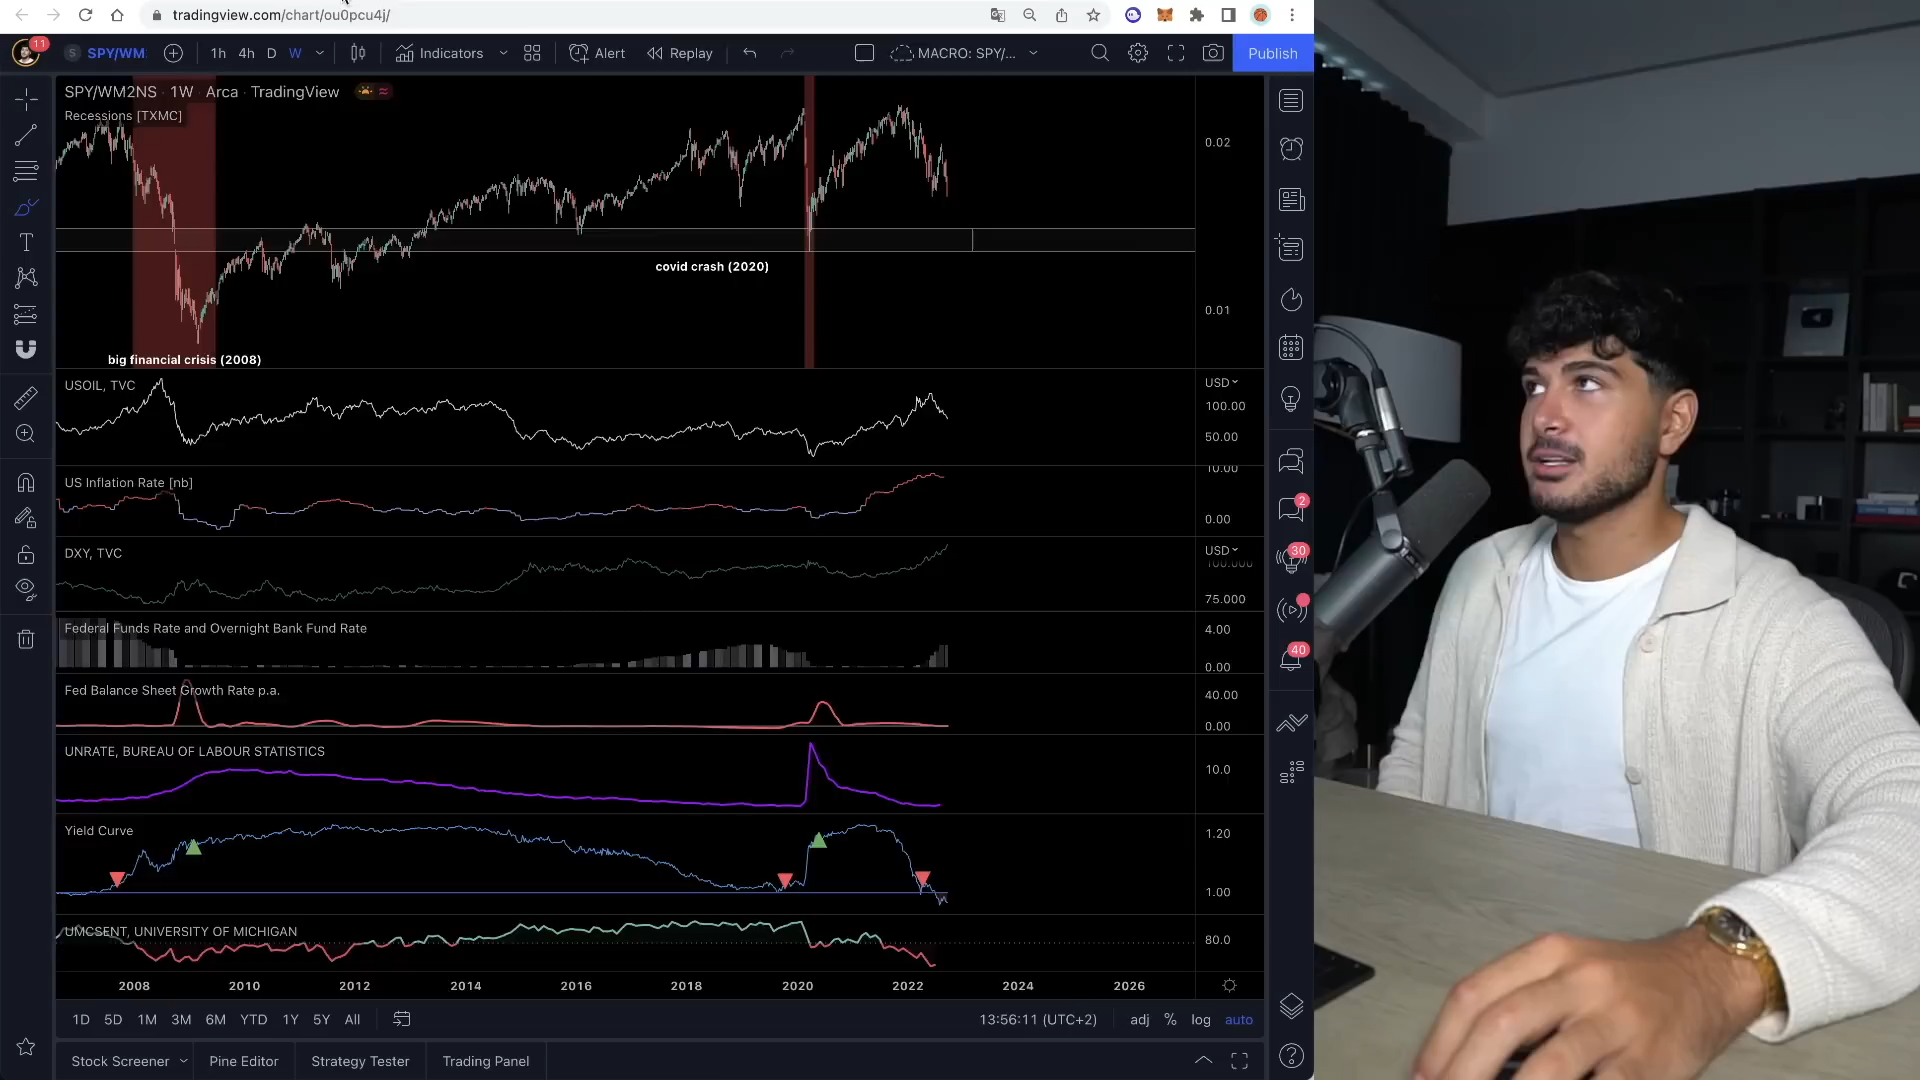 tradingview.com/chart/ou0pcu4j/
11
S
SPY/WM
1h
4h
D
W
Indicators
Alert
Replay
MACRO: SPY/...
Publish
SPY/WM2NS · 1W · Arca · TradingView
Recessions [TXMC]
0.02
covid crash (2020)
0.01
big financial crisis (2008)
USOIL, TVC
USD
100.00
50.00
US Inflation Rate [nb]
10.00
0.00
DXY, TVC
USD
100.000
75.000
Federal Funds Rate and Overnight Bank Fund Rate
4.00
0.00
Fed Balance Sheet Growth Rate p.a.
40.00
0.00
UNRATE, BUREAU OF LABOUR STATISTICS
10.0
Yield Curve
1.20
1.00
UMCSENT, UNIVERSITY OF MICHIGAN
80.0
2008
2010
2012
2014
2016
2018
2020
2022
2024
2026
1D
5D
1M
3M
6M
YTD
1Y
5Y
All
13:56:11 (UTC+2)
adj
%
log
auto
Stock Screener
Pine Editor
Strategy Tester
Trading Panel
T
2
30
40